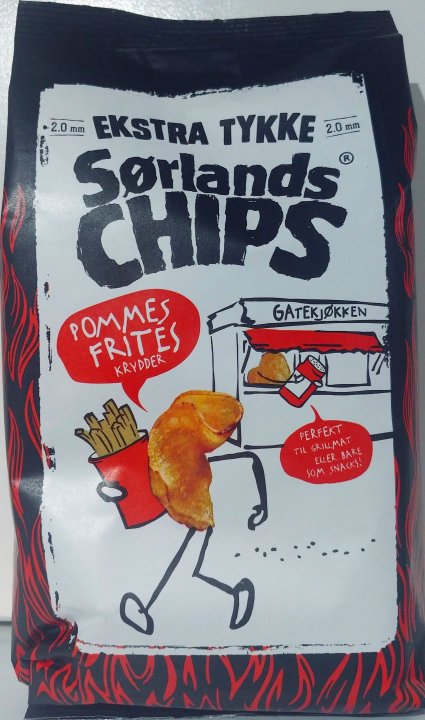 2.0 mm EKSTRA TYKKE 2.0 mm
Sørlands®
CHIPS
POMMES
FRITES
KRYDDER
GATEKJØKKEN
PERFEKT
TIL GRILLMAT
ELLER BARE
SOM SNACKS!